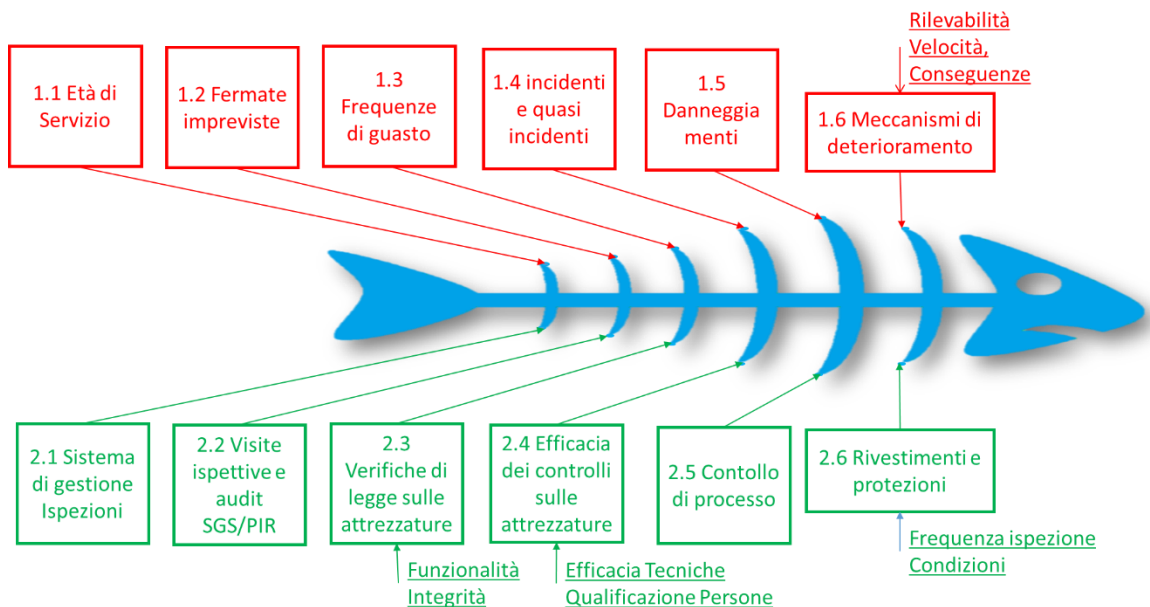 Rilevabilità
Velocità,
Conseguenze
1.1 Età di
Servizio
1.2 Fermate
impreviste
1.3
Frequenze
di guasto
1.4 incidenti
e quasi
incidenti
1.5
Danneggia
menti
1.6 Meccanismi di
deterioramento
2.1 Sistema
di gestione
Ispezioni
2.2 Visite
ispettive e
audit
SGS/PIR
2.3
Verifiche di
legge sulle
attrezzature
2.4 Efficacia
dei controlli
sulle
attrezzature
2.5 Contollo
di processo
2.6 Rivestimenti e
protezioni
Funzionalità
Integrità
Efficacia Tecniche
Qualificazione Persone
Frequenza ispezione
Condizioni